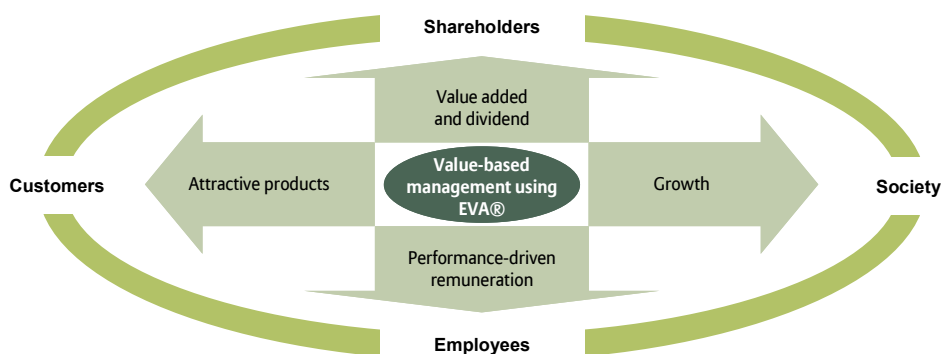 Shareholders
Value added
and dividend
Customers
Attractive products
Value-based
management using
EVA®
Growth
Society
Performance-driven
remuneration
Employees